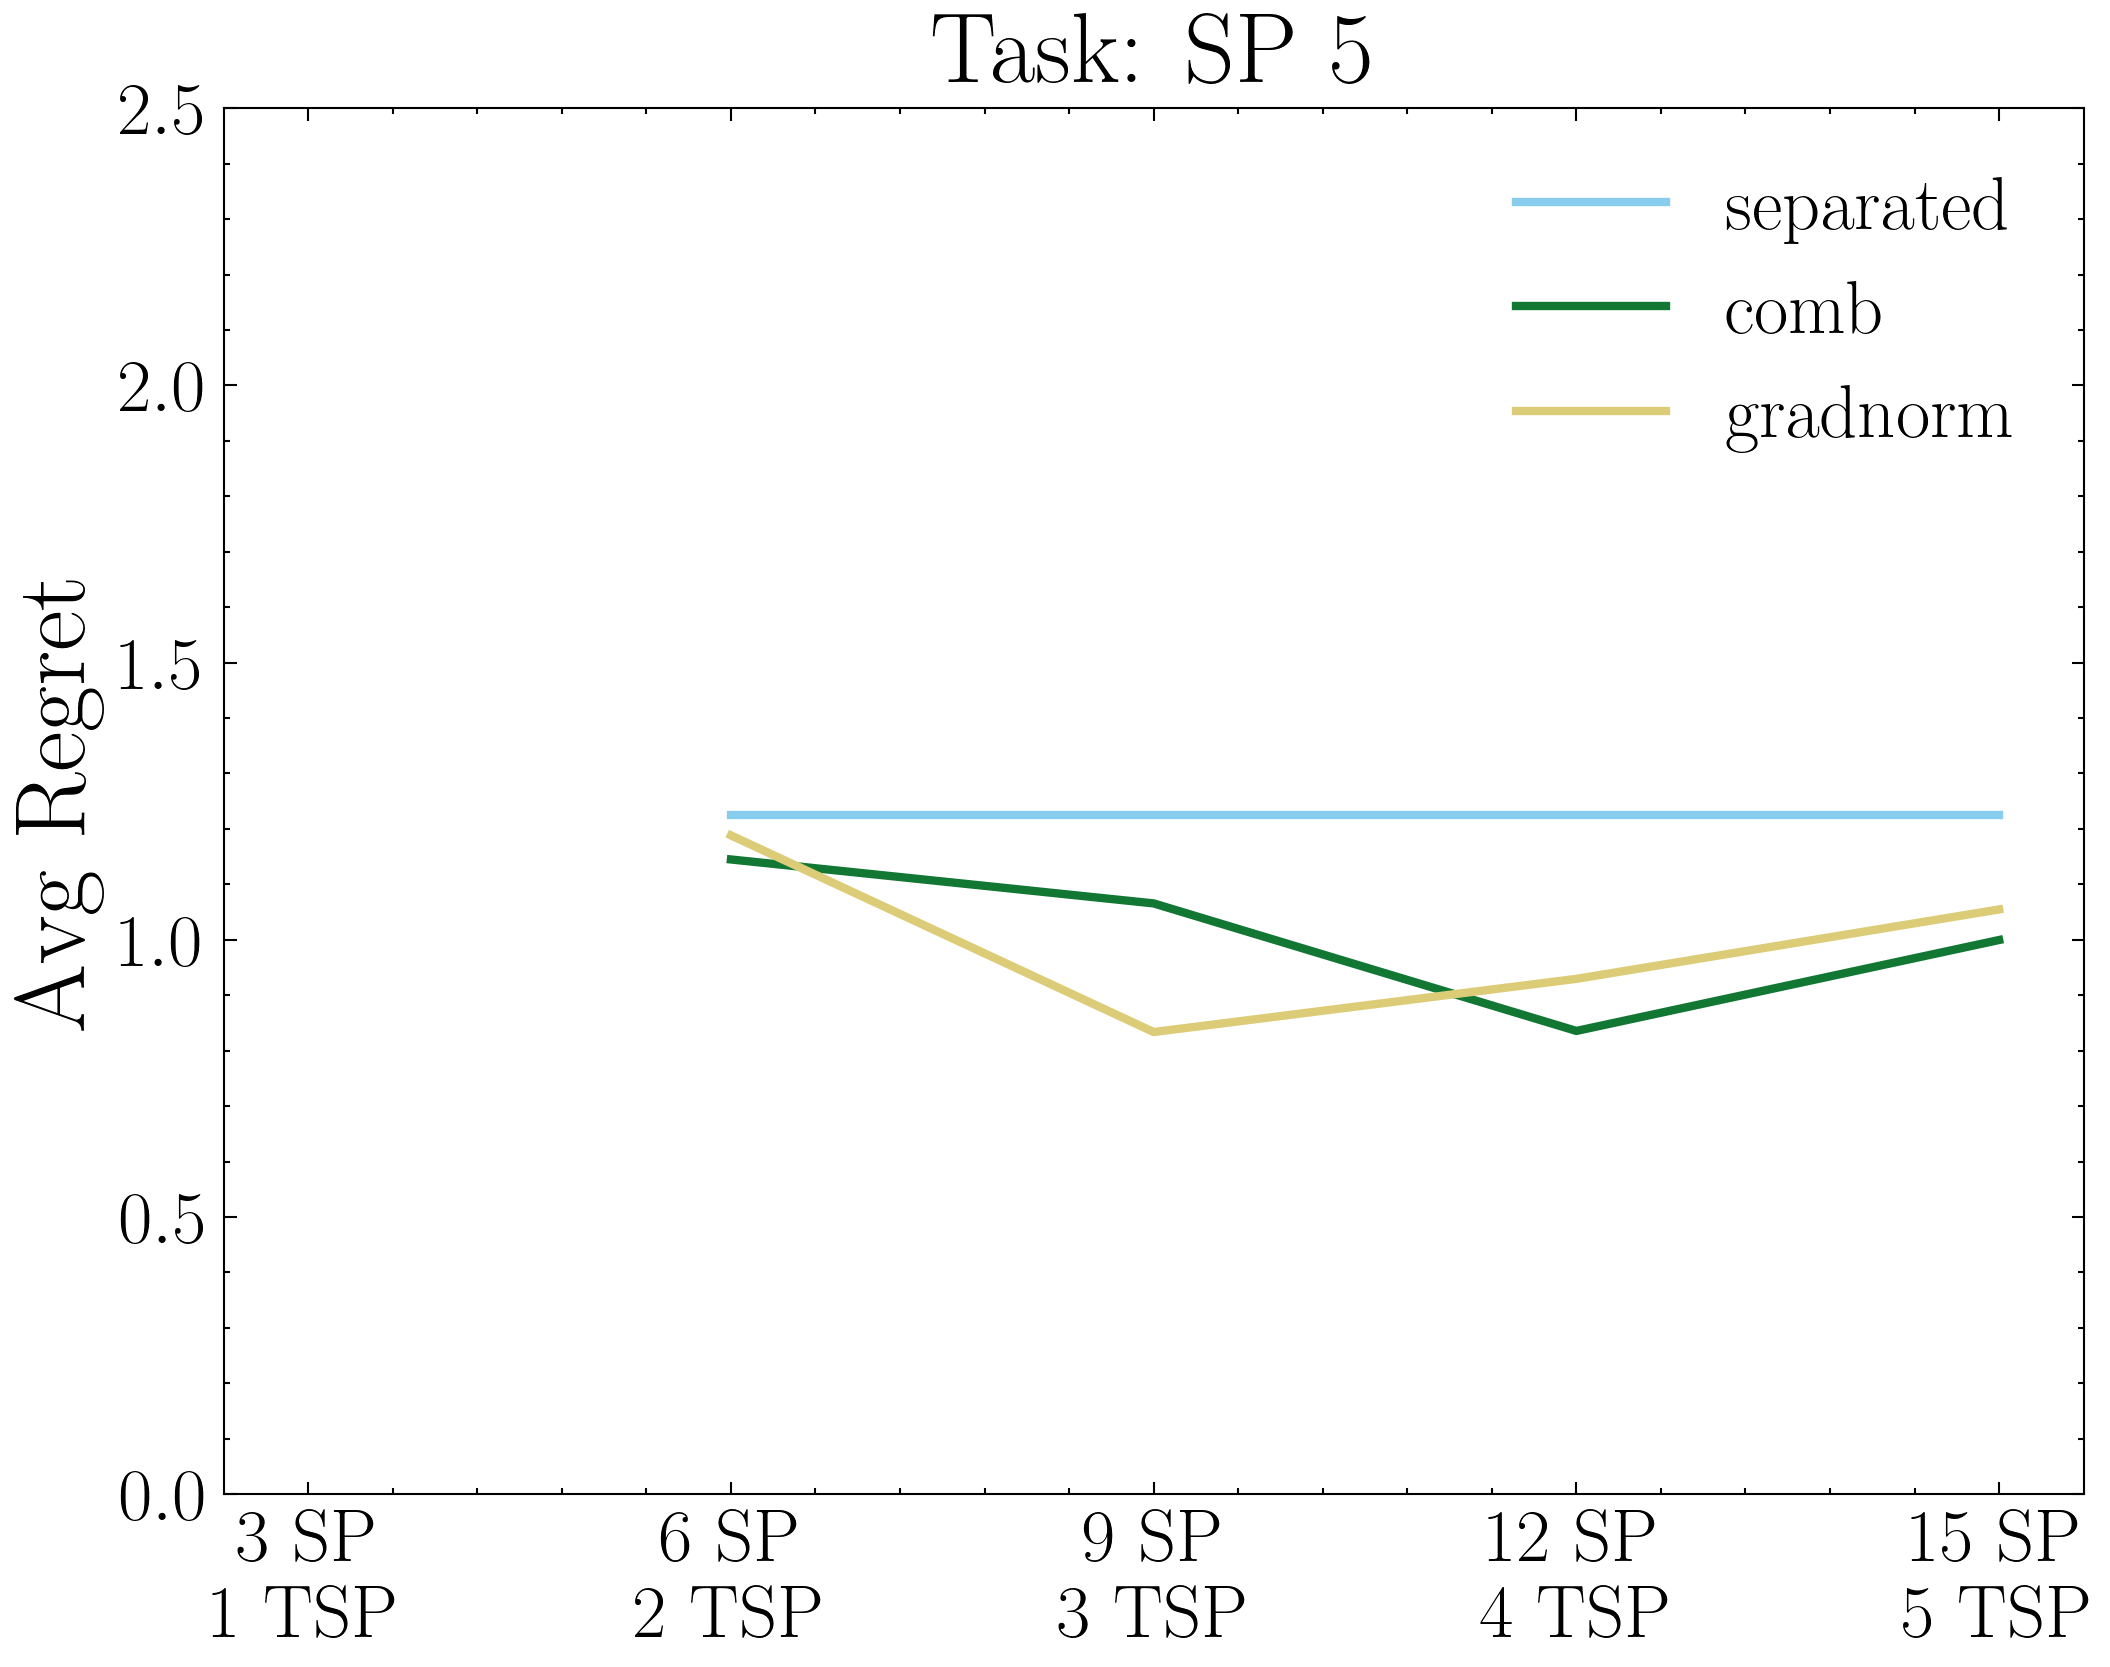 Task: SP 5
Avg Regret
2.5
2.0
1.5
1.0
0.5
0.0
separated
comb
gradnorm
3 SP 6 SP 9 SP 12 SP 15 SP
1 TSP 2 TSP 3 TSP 4 TSP 5 TSP